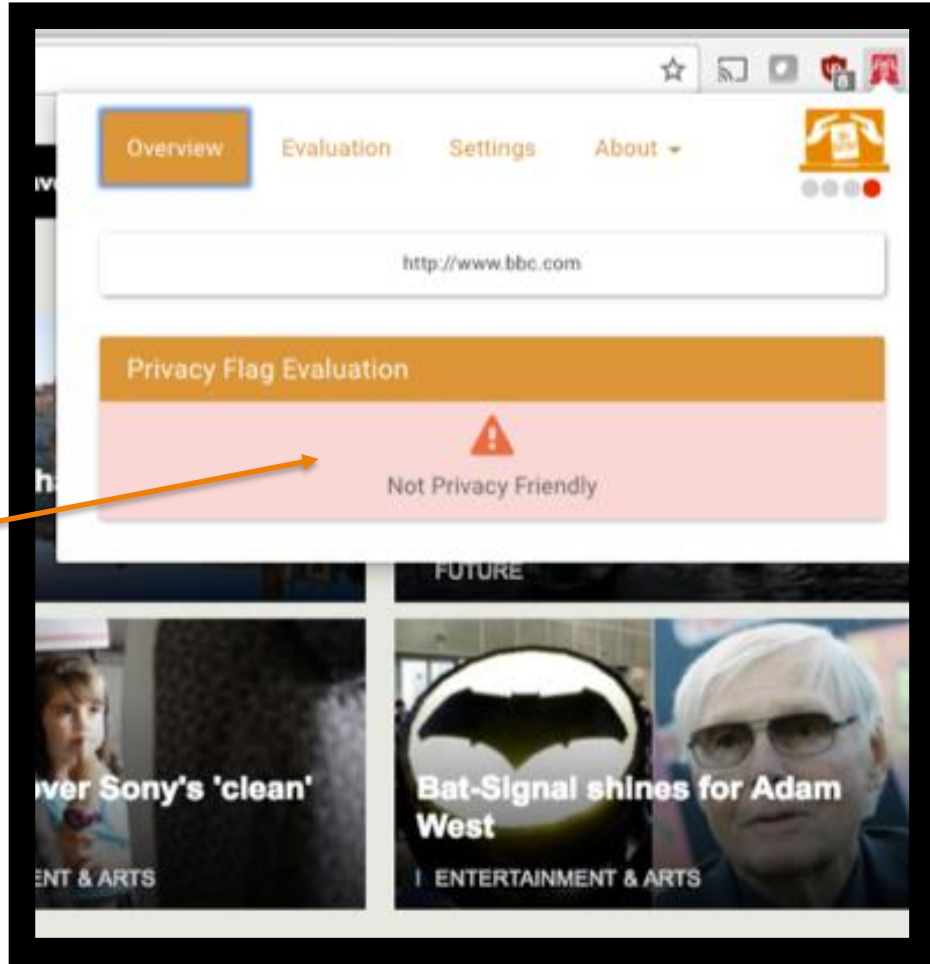 Overview Evaluation Settings About
http://www.bbc.com
Privacy Flag Evaluation
Not Privacy Friendly
FUTURE
over Sony's 'clean'
ENT & ARTS
Bat-Signal shines for Adam
West
ENTERTAINMENT & ARTS